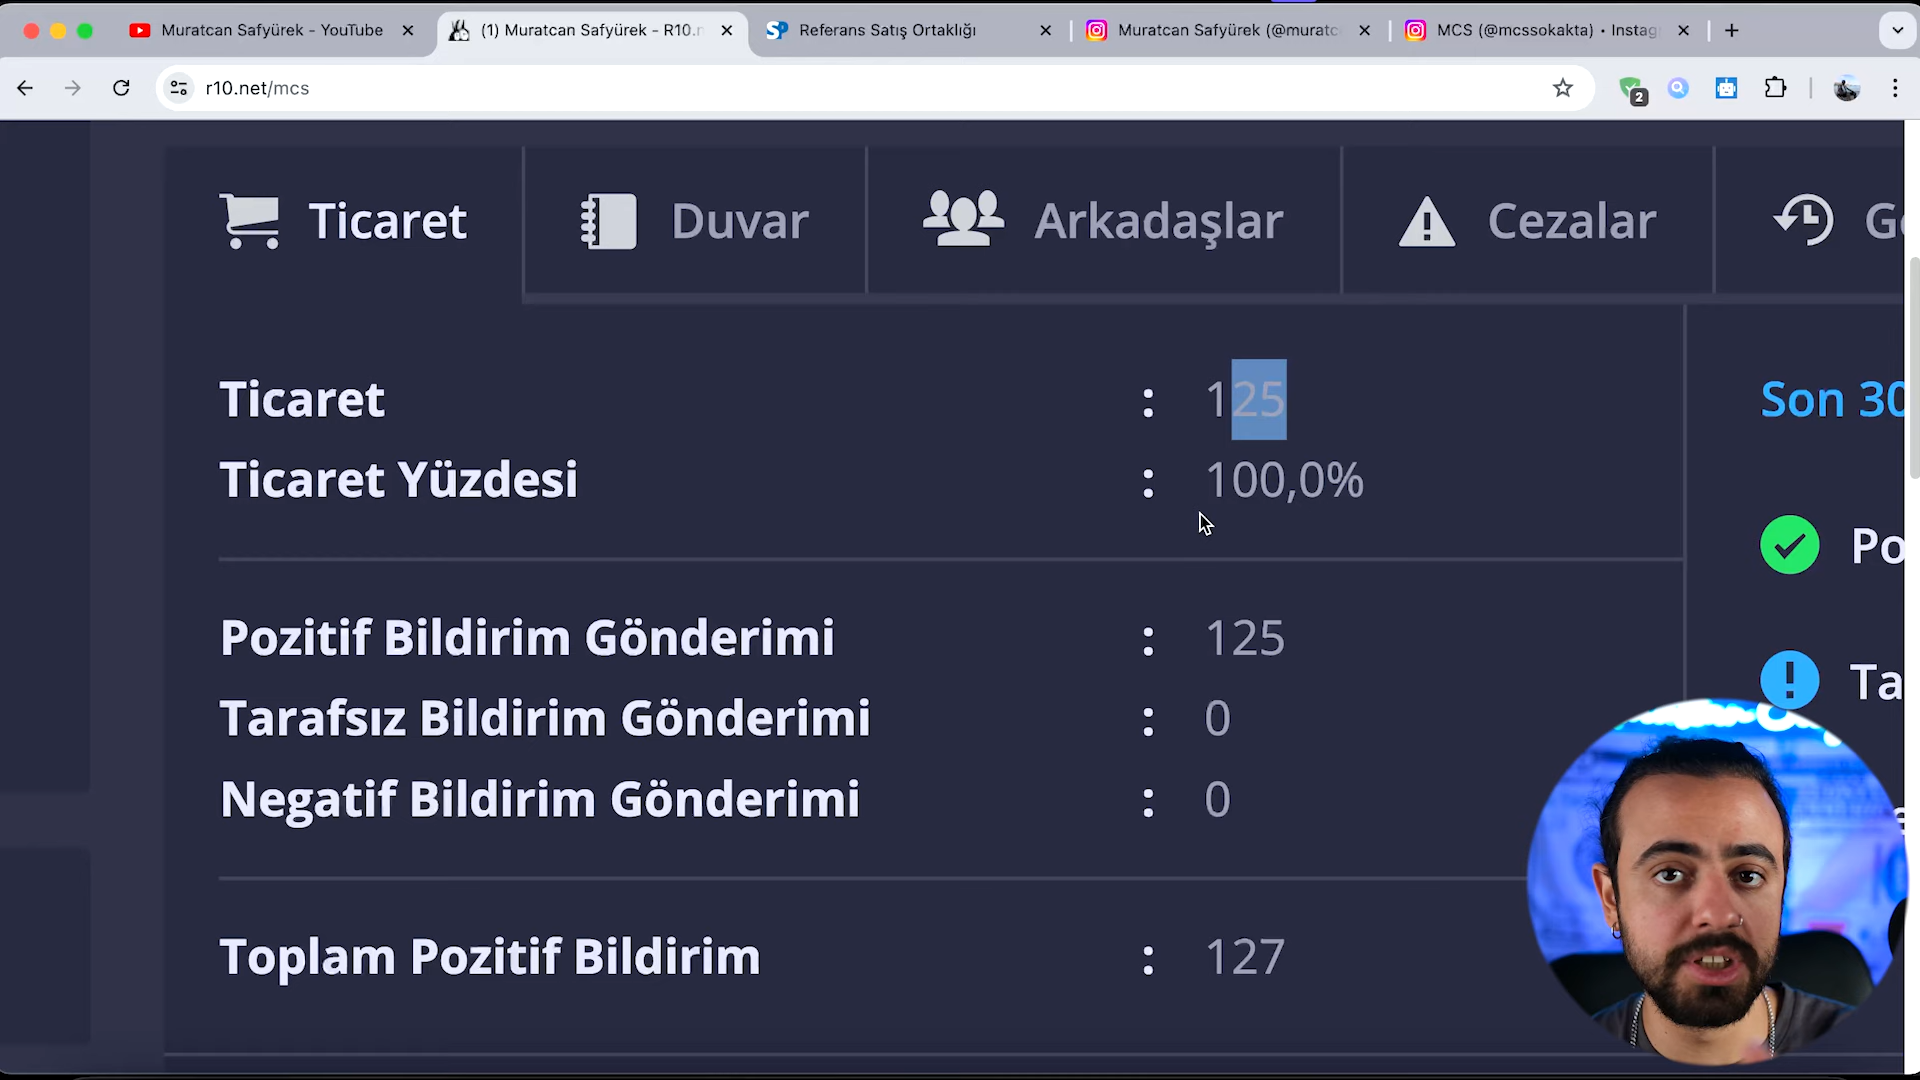 Muratcan Safyürek - YouTube
(1) Muratcan Safyürek - R10.n
Referans Satış Ortaklığı
Muratcan Safyürek (@muratc
MCS (@mcssokakta) • Instag
r10.net/mcs
2
Ticaret
Duvar
Arkadaşlar
Cezalar
Ge
Ticaret : 125
Son 30
Ticaret Yüzdesi : 100,0%
Po
Pozitif Bildirim Gönderimi : 125
Ta
Tarafsız Bildirim Gönderimi : 0
Negatif Bildirim Gönderimi : 0
Toplam Pozitif Bildirim : 127